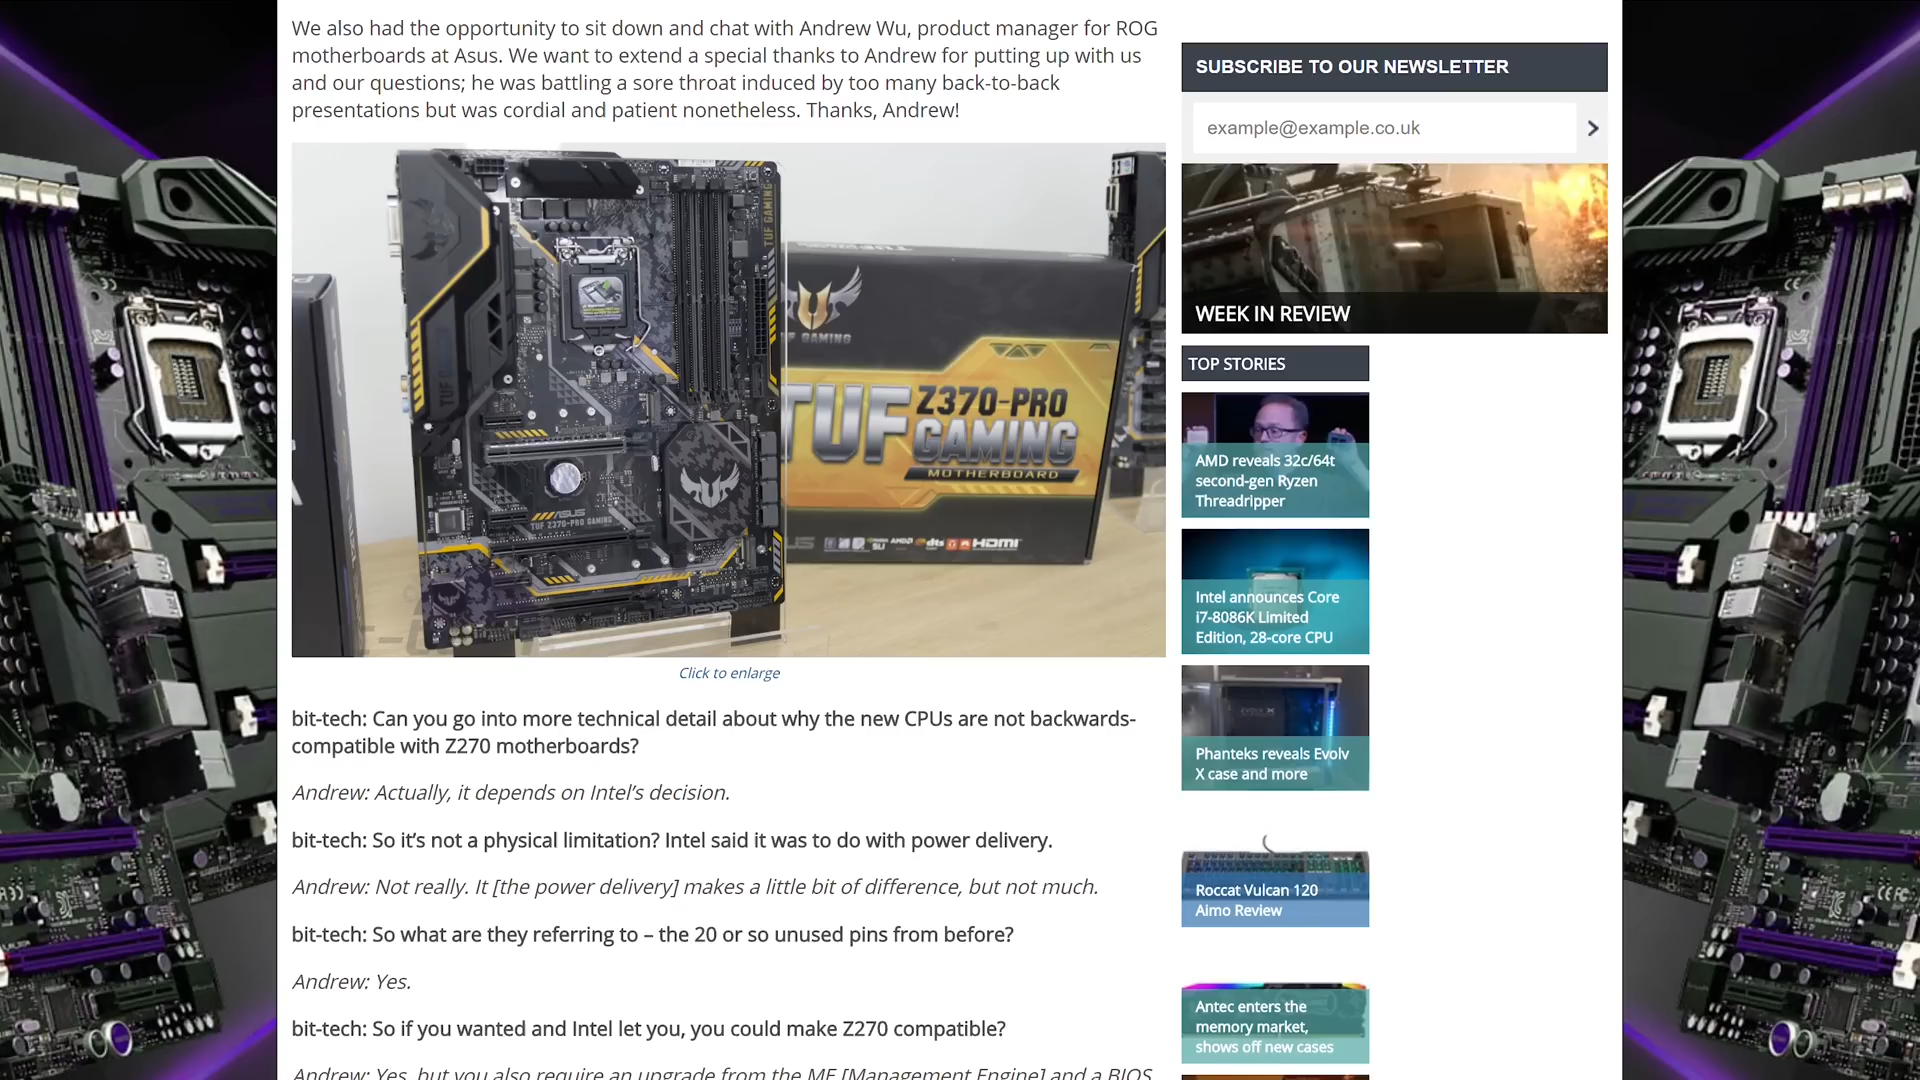 We also had the opportunity to sit down and chat with Andrew Wu, product manager for ROG
motherboards at Asus. We want to extend a special thanks to Andrew for putting up with us
and our questions; he was battling a sore throat induced by too many back-to-back
presentations but was cordial and patient nonetheless. Thanks, Andrew!
TUF GAMING
TUF GAMING
TUF
Z370-PRO
GAMING
MOTHERBOARD
ASUS
TUF Z370-PRO GAMING
SLI
AMD
dts
HDMI
Click to enlarge
bit-tech: Can you go into more technical detail about why the new CPUs are not backwards-
compatible with Z270 motherboards?
Andrew: Actually, it depends on Intel’s decision.
bit-tech: So it’s not a physical limitation? Intel said it was to do with power delivery.
Andrew: Not really. It [the power delivery] makes a little bit of difference, but not much.
bit-tech: So what are they referring to – the 20 or so unused pins from before?
Andrew: Yes.
bit-tech: So if you wanted and Intel let you, you could make Z270 compatible?
Andrew: Yes, but you also require an upgrade from the ME [Management Engine] and a BIOS
SUBSCRIBE TO OUR NEWSLETTER
example@example.co.uk
WEEK IN REVIEW
TOP STORIES
AMD reveals 32c/64t
second-gen Ryzen
Threadripper
Intel announces Core
i7-8086K Limited
Edition, 28-core CPU
Phanteks reveals Evolv
X case and more
Roccat Vulcan 120
Aimo Review
Antec enters the
memory market,
shows off new cases